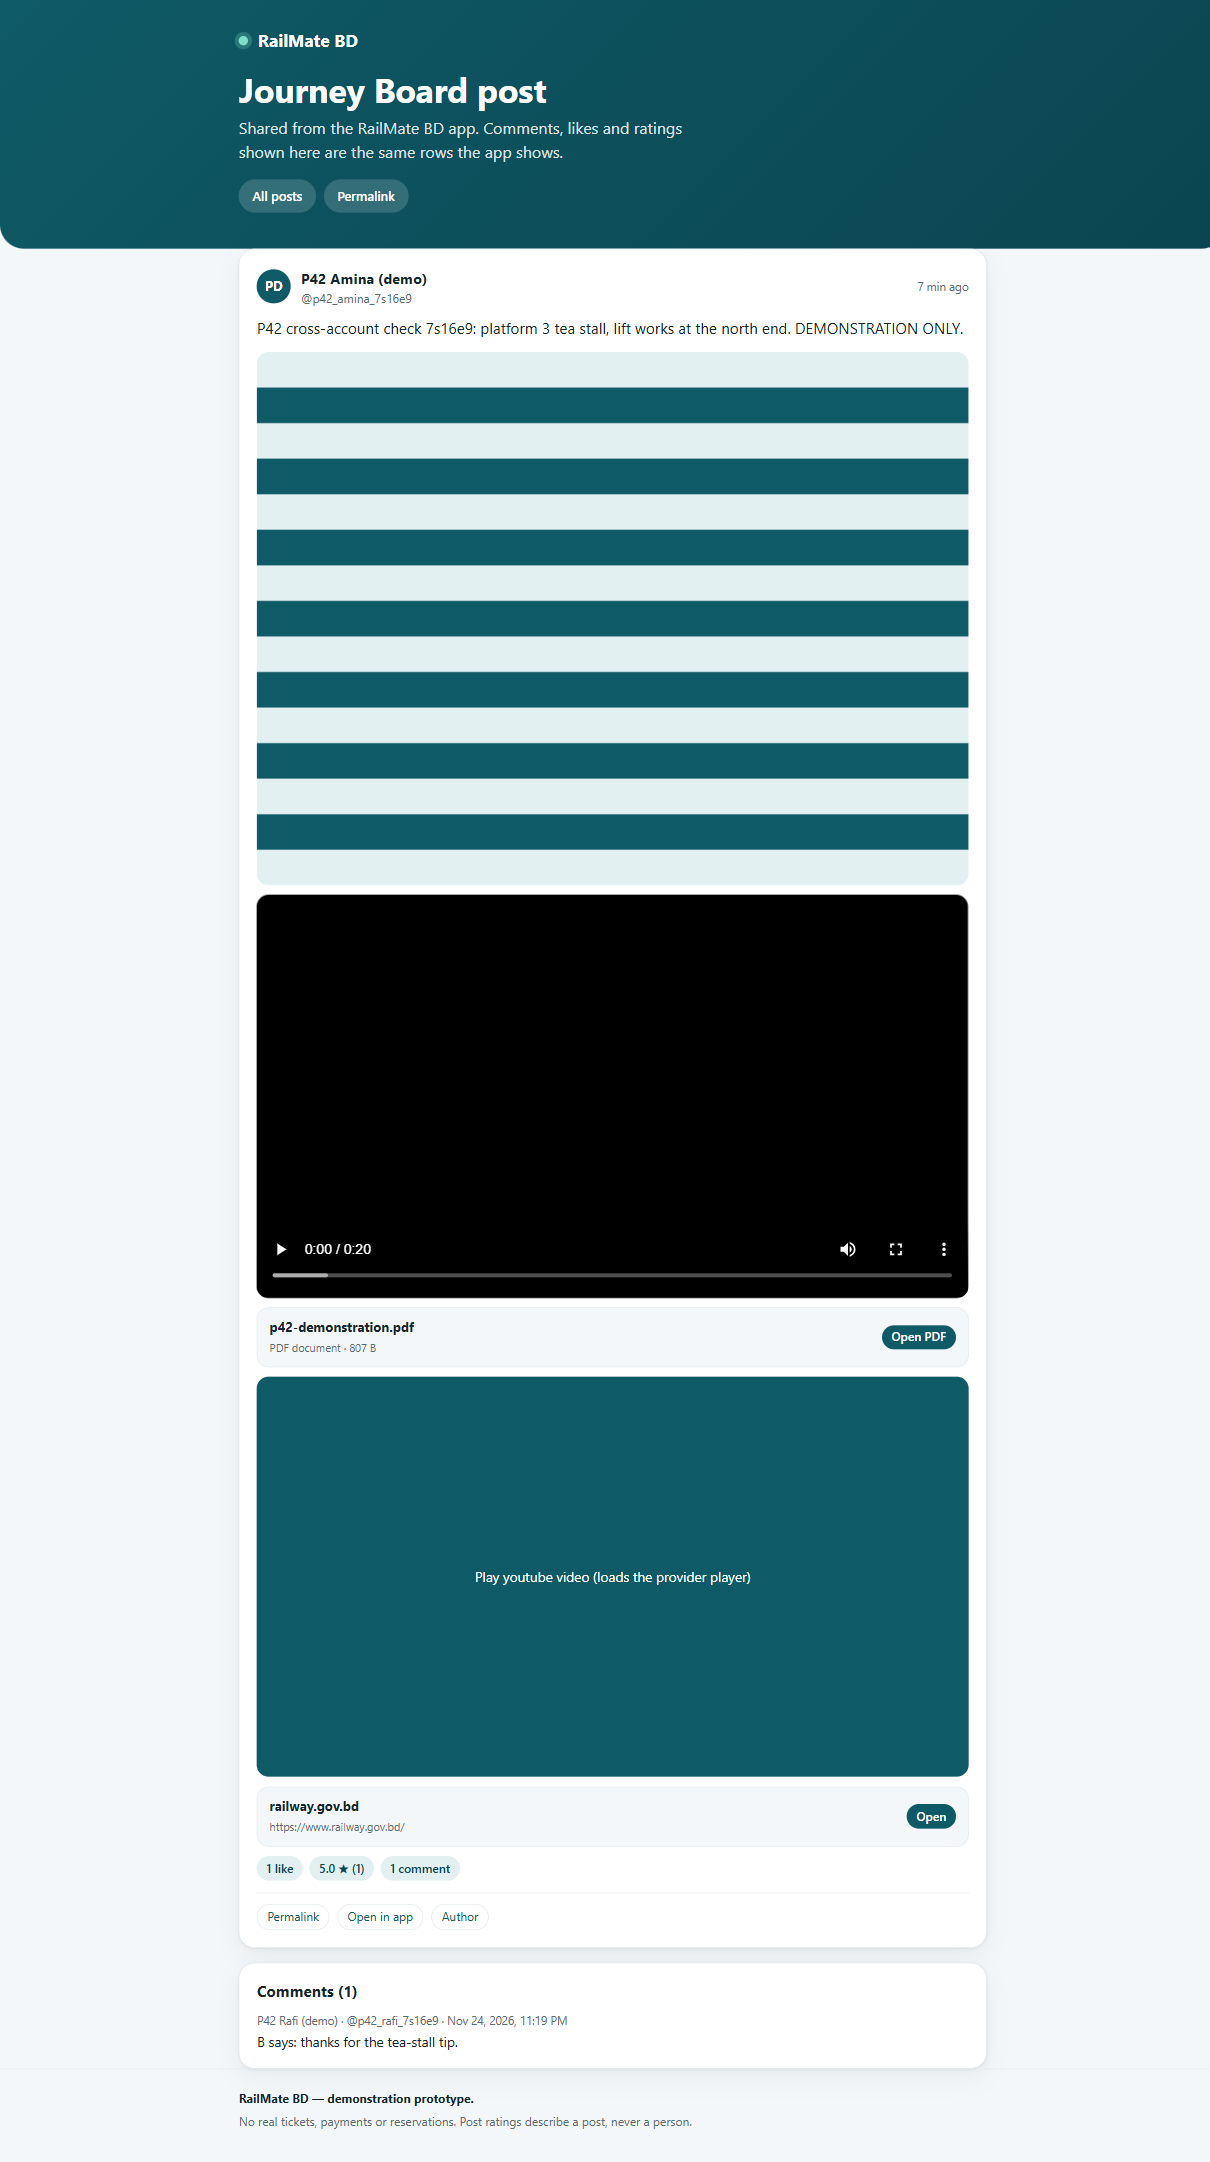 RailMate BD
Journey Board post
Shared from the RailMate BD app. Comments, likes and ratings
shown here are the same rows the app shows.
All posts
Permalink
PD
P42 Amina (demo)
@p42_amina_7s16e9
7 min ago
P42 cross-account check 7s16e9: platform 3 tea stall, lift works at the north end. DEMONSTRATION ONLY.
0:00 / 0:20
p42-demonstration.pdf
PDF document · 807 B
Open PDF
Play youtube video (loads the provider player)
railway.gov.bd
https://www.railway.gov.bd/
Open
1 like
5.0 ★ (1)
1 comment
Permalink
Open in app
Author
Comments (1)
P42 Rafi (demo) · @p42_rafi_7s16e9 · Nov 24, 2026, 11:19 PM
B says: thanks for the tea-stall tip.
RailMate BD — demonstration prototype.
No real tickets, payments or reservations. Post ratings describe a post, never a person.